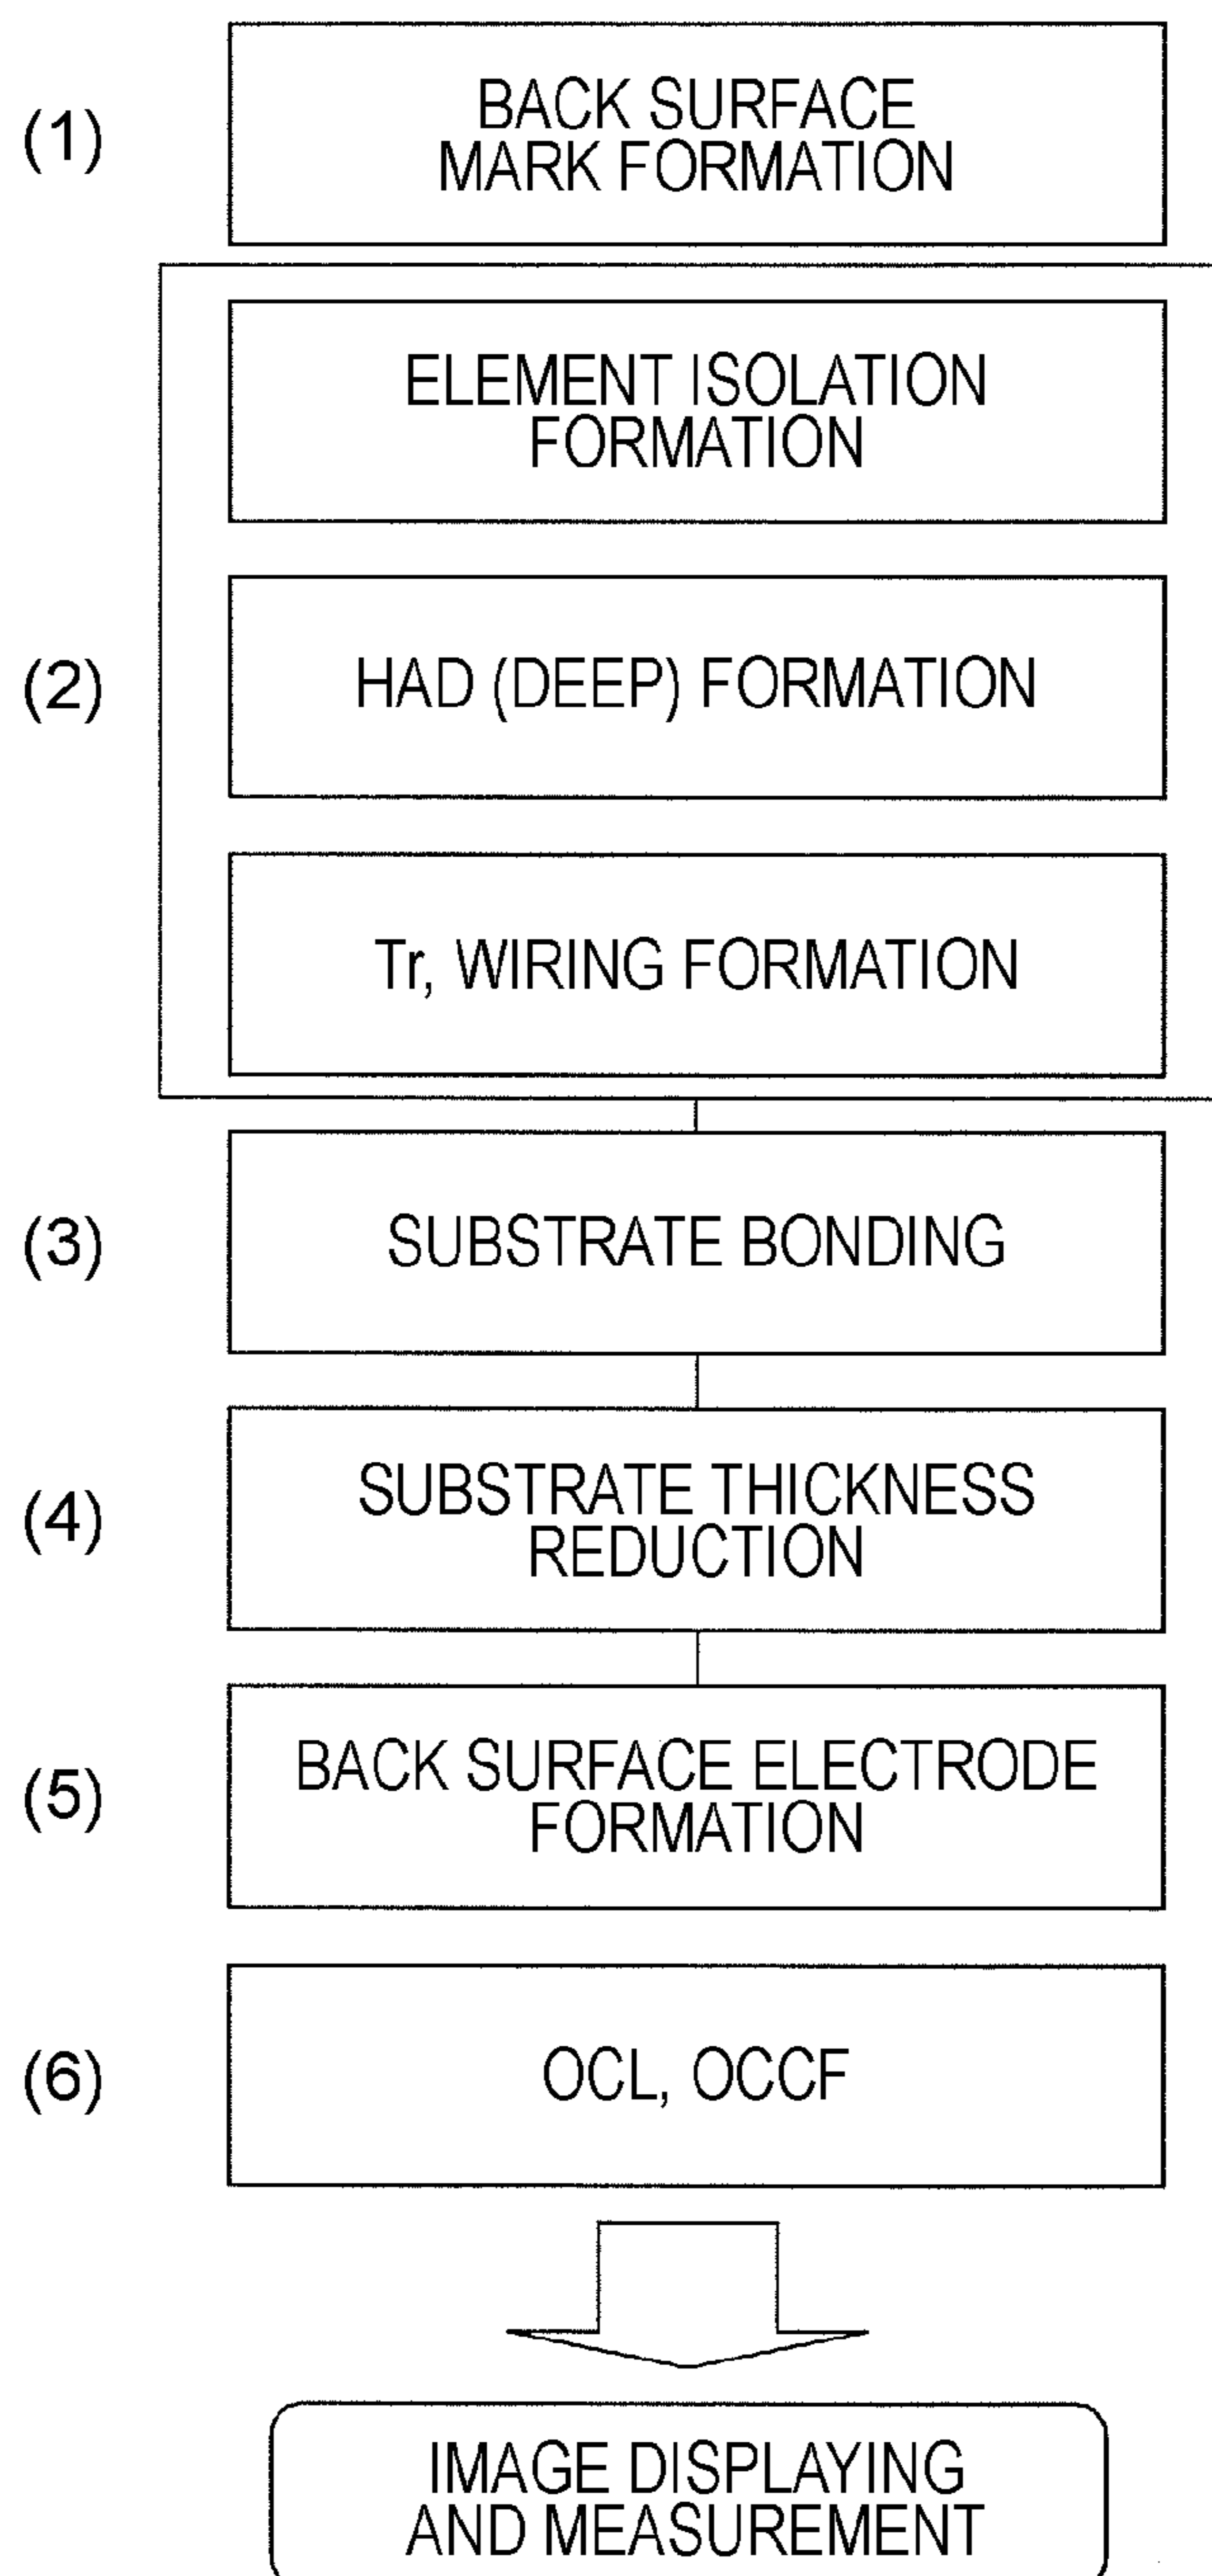 (1)
BACK SURFACE
MARK FORMATION
ELEMENT ISOLATION
FORMATION
(2)
HAD (DEEP) FORMATION
Tr, WIRING FORMATION
(3)
SUBSTRATE BONDING
(4)
SUBSTRATE THICKNESS
REDUCTION
(5)
BACK SURFACE ELECTRODE
FORMATION
(6)
OCL, OCCF
IMAGE DISPLAYING
AND MEASUREMENT